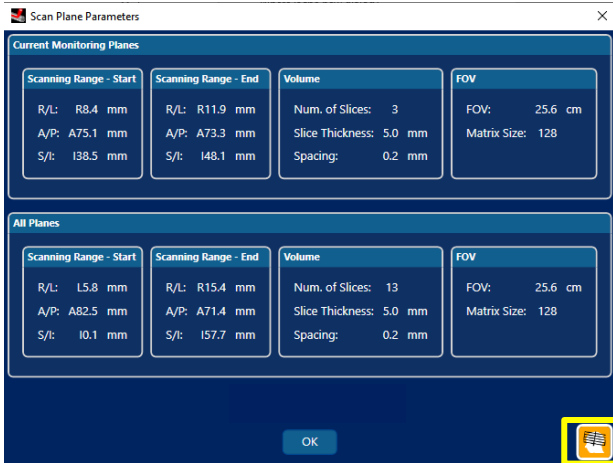 Scan Plane Parameters
Current Monitoring Planes
Scanning Range - Start
R/L: R8.4 mm
A/P: A75.1 mm
S/I: I38.5 mm
Scanning Range - End
R/L: R11.9 mm
A/P: A73.3 mm
S/I: I48.1 mm
Volume
Num. of Slices: 3
Slice Thickness: 5.0 mm
Spacing: 0.2 mm
FOV
FOV: 25.6 cm
Matrix Size: 128
All Planes
Scanning Range - Start
R/L: L5.8 mm
A/P: A82.5 mm
S/I: I0.1 mm
Scanning Range - End
R/L: R15.4 mm
A/P: A71.4 mm
S/I: I57.7 mm
Volume
Num. of Slices: 13
Slice Thickness: 5.0 mm
Spacing: 0.2 mm
FOV
FOV: 25.6 cm
Matrix Size: 128
OK